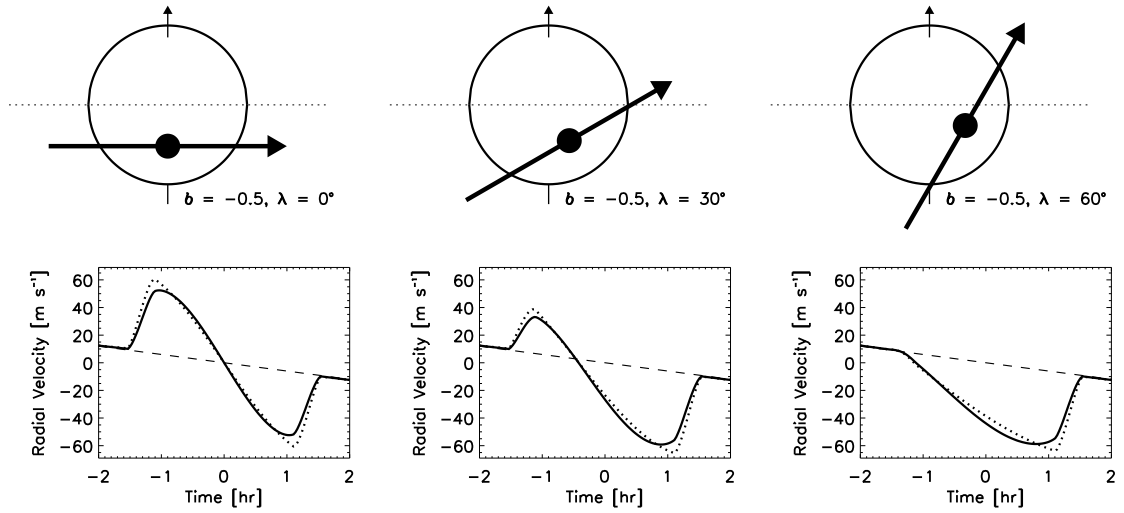 b = −0.5, λ = 0°
b = −0.5, λ = 30°
b = −0.5, λ = 60°
Radial Velocity [m s⁻¹]
60
40
20
0
−20
−40
−60
−2 −1 0 1 2
Time [hr]
Radial Velocity [m s⁻¹]
60
40
20
0
−20
−40
−60
−2 −1 0 1 2
Time [hr]
Radial Velocity [m s⁻¹]
60
40
20
0
−20
−40
−60
−2 −1 0 1 2
Time [hr]